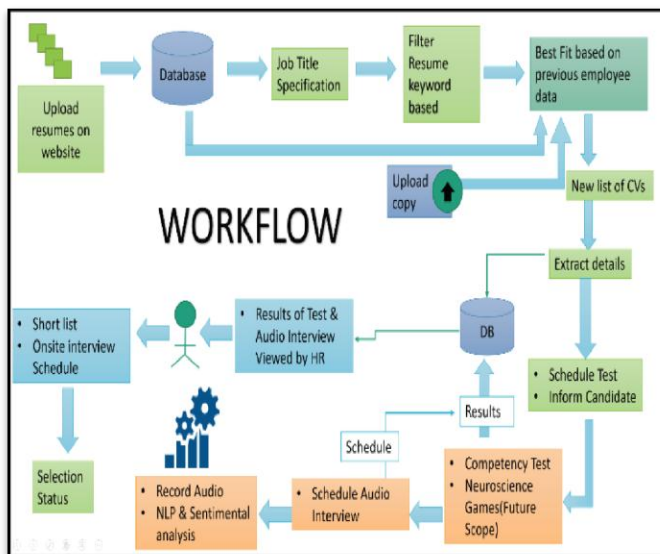 Upload
resumes on
website
Database
Job Title
Specification
Filter
Resume
keyword
based
Best Fit based on
previous employee
data
Upload
copy
New list of CVs
WORKFLOW
Extract details
• Short list
• Onsite interview
Schedule
• Results of Test &
Audio Interview
Viewed by HR
DB
• Schedule Test
• Inform Candidate
Results
Schedule
Selection
Status
• Record Audio
• NLP & Sentimental
analysis
• Schedule Audio
Interview
• Competency Test
• Neuroscience
Games(Future
Scope)